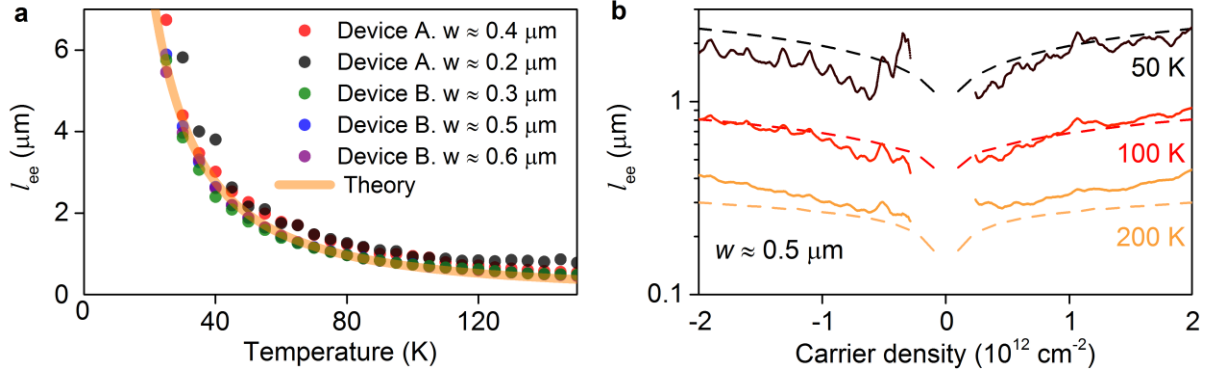 a
6
4
2
0
l_ee (μm)
Device A. w ≈ 0.4 μm
Device A. w ≈ 0.2 μm
Device B. w ≈ 0.3 μm
Device B. w ≈ 0.5 μm
Device B. w ≈ 0.6 μm
Theory
0 40 80 120
Temperature (K)
b
1
0.1
l_ee (μm)
50 K
100 K
200 K
w ≈ 0.5 μm
-2 -1 0 1 2
Carrier density (10¹² cm⁻²)